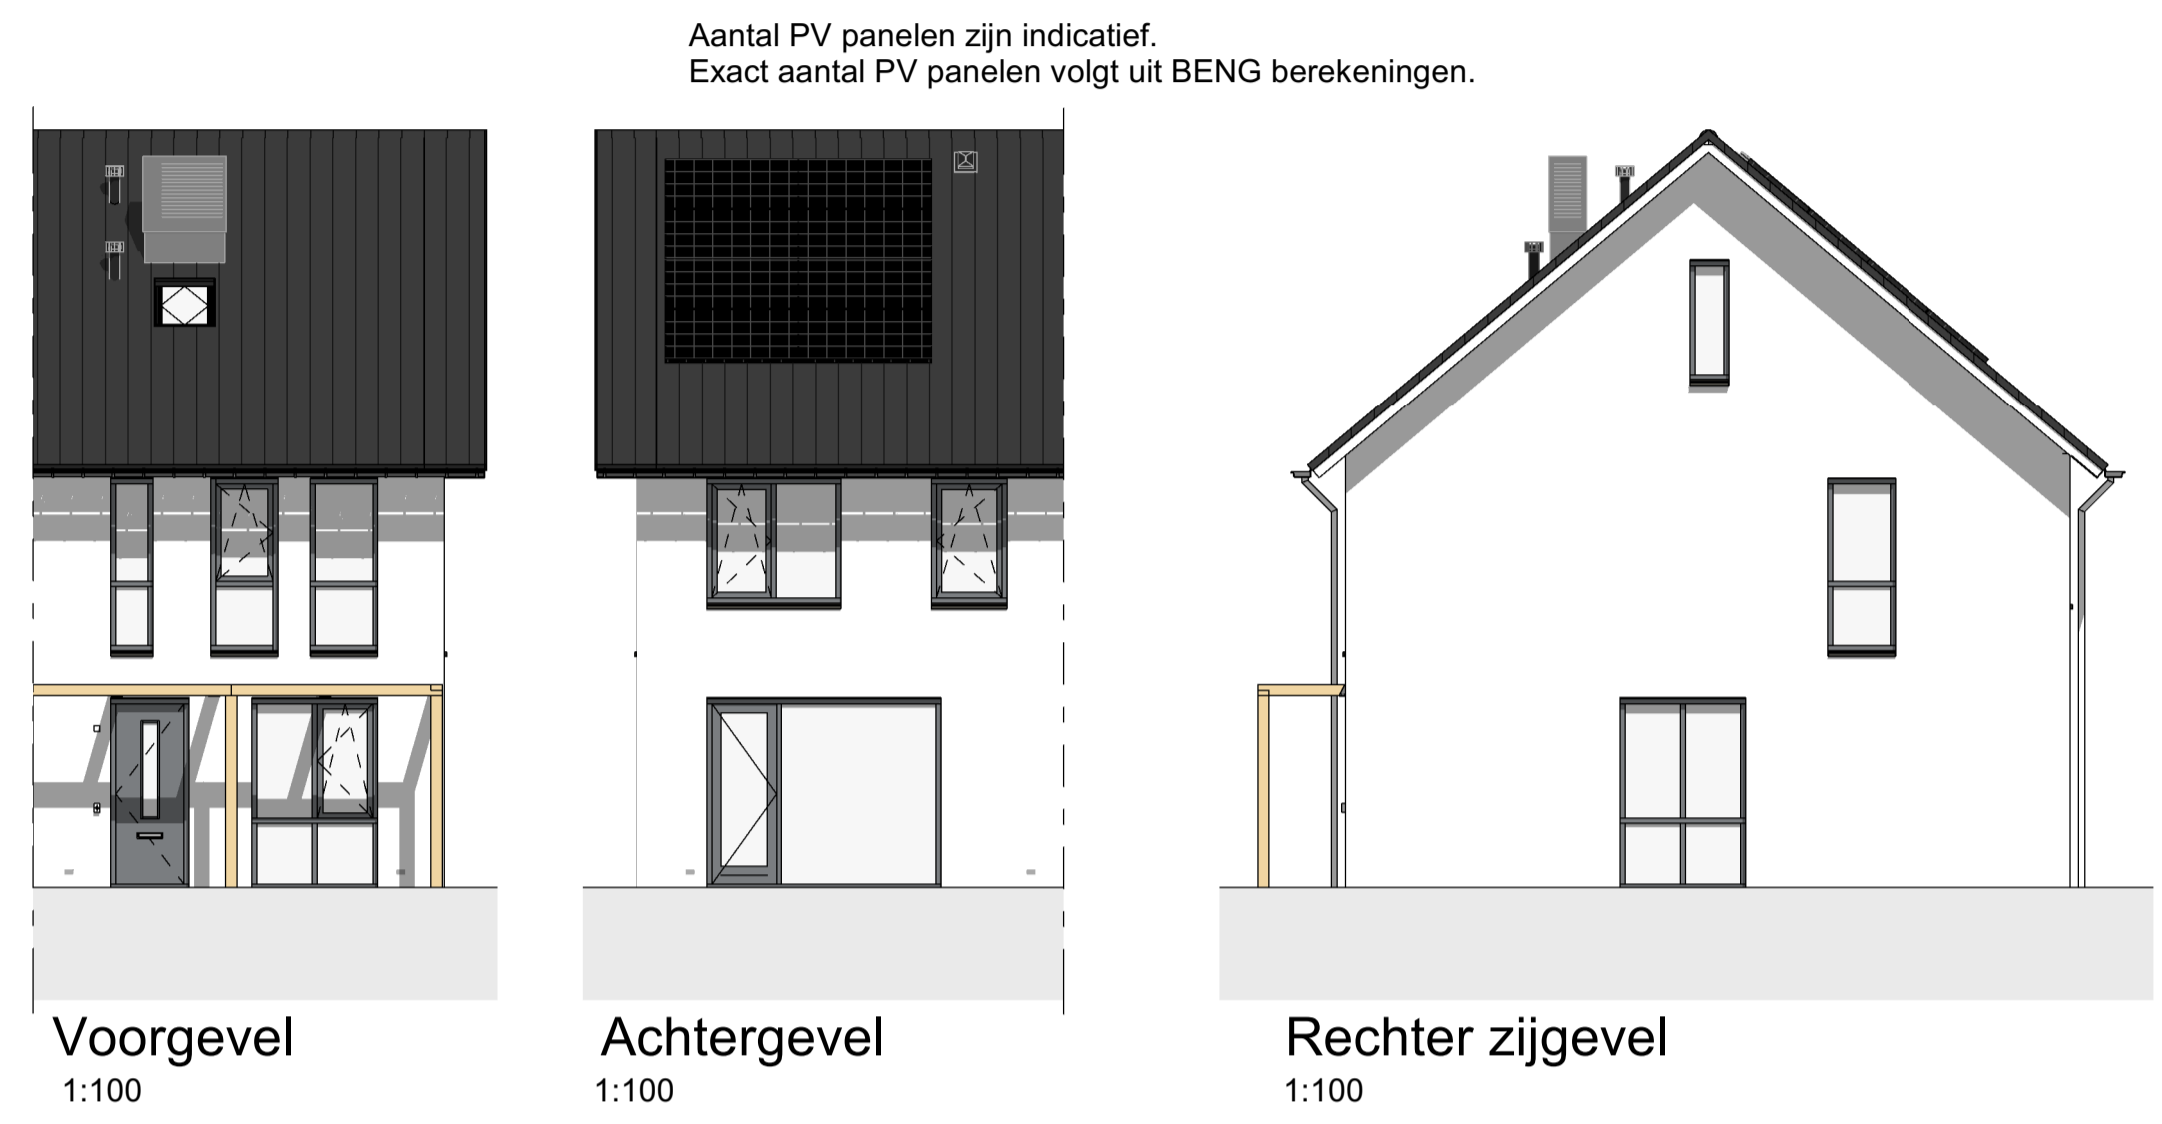 Aantal PV panelen zijn indicatief.
Exact aantal PV panelen volgt uit BENG berekeningen.
Voorgevel
1:100
Achtergevel
1:100
Rechter zijgevel
1:100